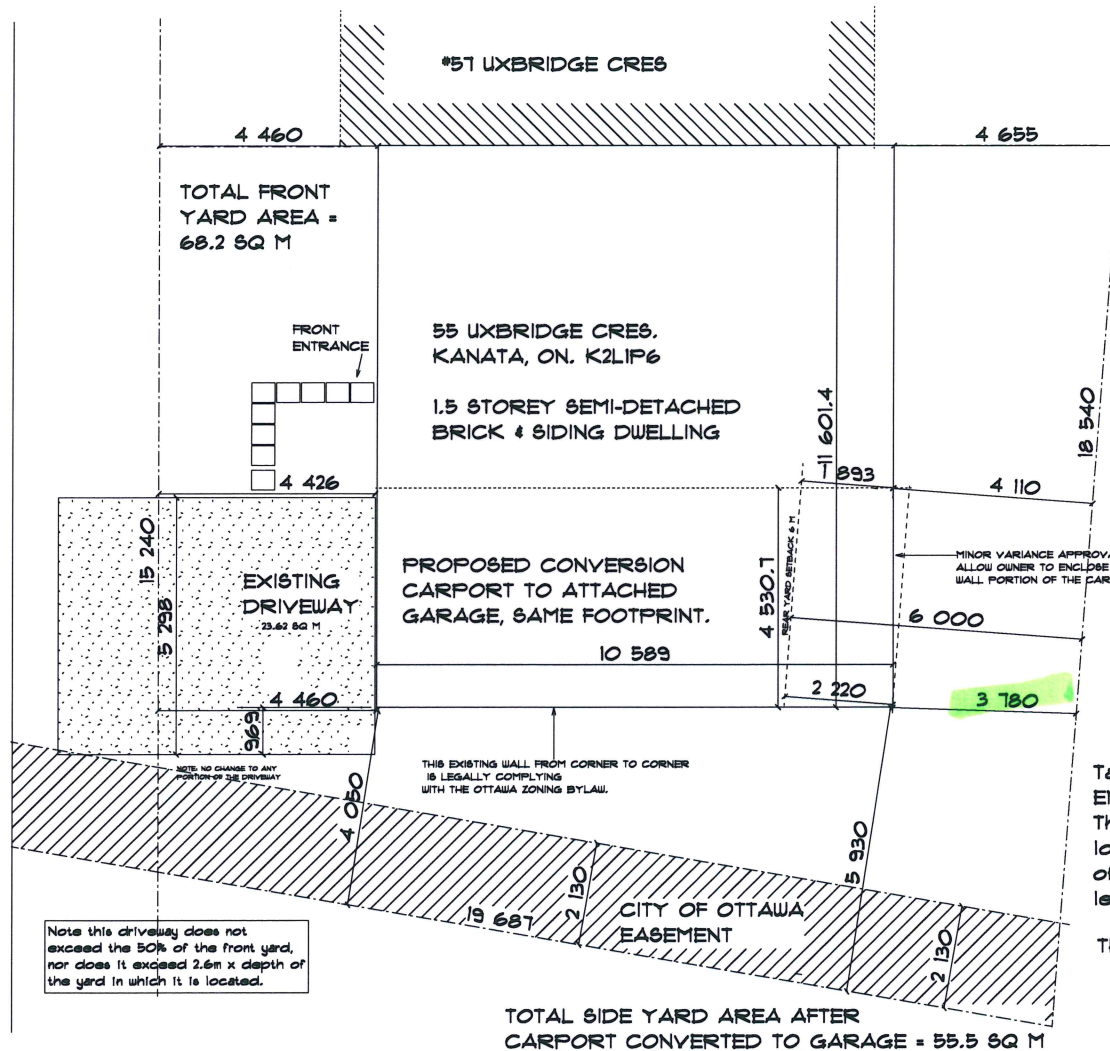 #57 UXBRIDGE CRES
4 460
4 655
TOTAL FRONT
YARD AREA =
68.2 SQ M
FRONT
ENTRANCE
55 UXBRIDGE CRES.
KANATA, ON. K2L1P6
1.5 STOREY SEMI-DETACHED
BRICK & SIDING DWELLING
11 601.4
18 540
4 426
1 893
4 110
15 240
5 298
EXISTING
DRIVEWAY
23.62 SQ M
PROPOSED CONVERSION
CARPORT TO ATTACHED
GARAGE, SAME FOOTPRINT.
4 530.7
REAR YARD SETBACK 6 M
MINOR VARIANCE APPROVA
ALLOW OWNER TO ENCLOSE
WALL PORTION OF THE CAR
6 000
10 589
4 460
2 220
3 780
969
NOTE: NO CHANGE TO ANY
PORTION OF THE DRIVEWAY
THIS EXISTING WALL FROM CORNER TO CORNER
IS LEGALLY COMPLYING
WITH THE OTTAWA ZONING BYLAW.
4 050
5 930
Th
lo
of
le
2 130
19 687
CITY OF OTTAWA
EASEMENT
2 130
Note this driveway does not
exceed the 50% of the front yard,
nor does it exceed 2.6m x depth of
the yard in which it is located.
TOTAL SIDE YARD AREA AFTER
CARPORT CONVERTED TO GARAGE = 55.5 SQ M